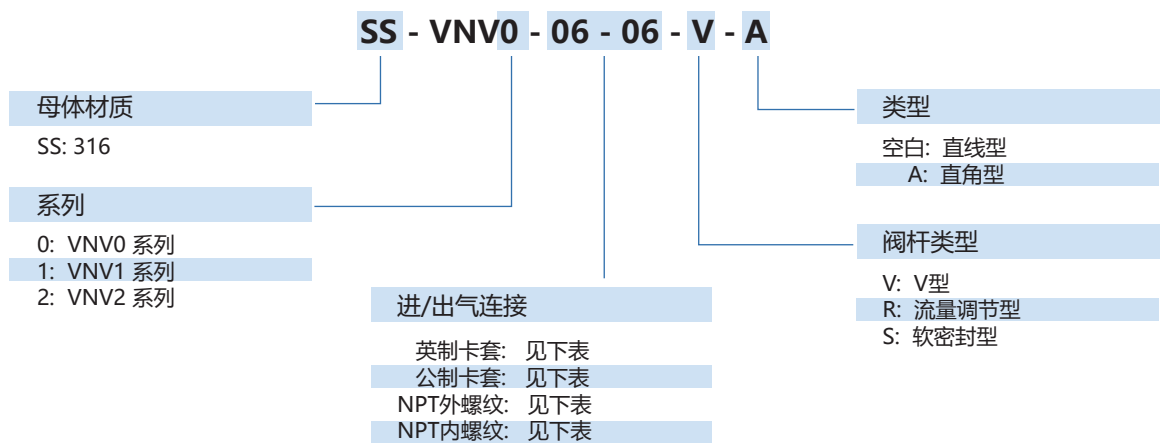 SS - VNV0 - 06 - 06 - V - A
母体材质
SS: 316
系列
0: VNV0 系列
1: VNV1 系列
2: VNV2 系列
进/出气连接
英制卡套: 见下表
公制卡套: 见下表
NPT外螺纹: 见下表
NPT内螺纹: 见下表
类型
空白: 直线型
A: 直角型
阀杆类型
V: V型
R: 流量调节型
S: 软密封型